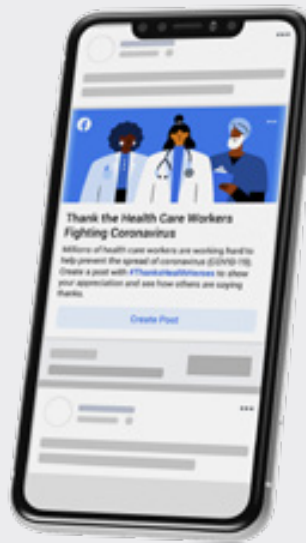 Thank the Health Care Workers
Fighting Coronavirus
Millions of health care workers are working hard to
help prevent the spread of coronavirus (COVID-19).
Create a post with #ThanksHealthHeroes to show
your appreciation and see how others are saying
thanks.
Create Post